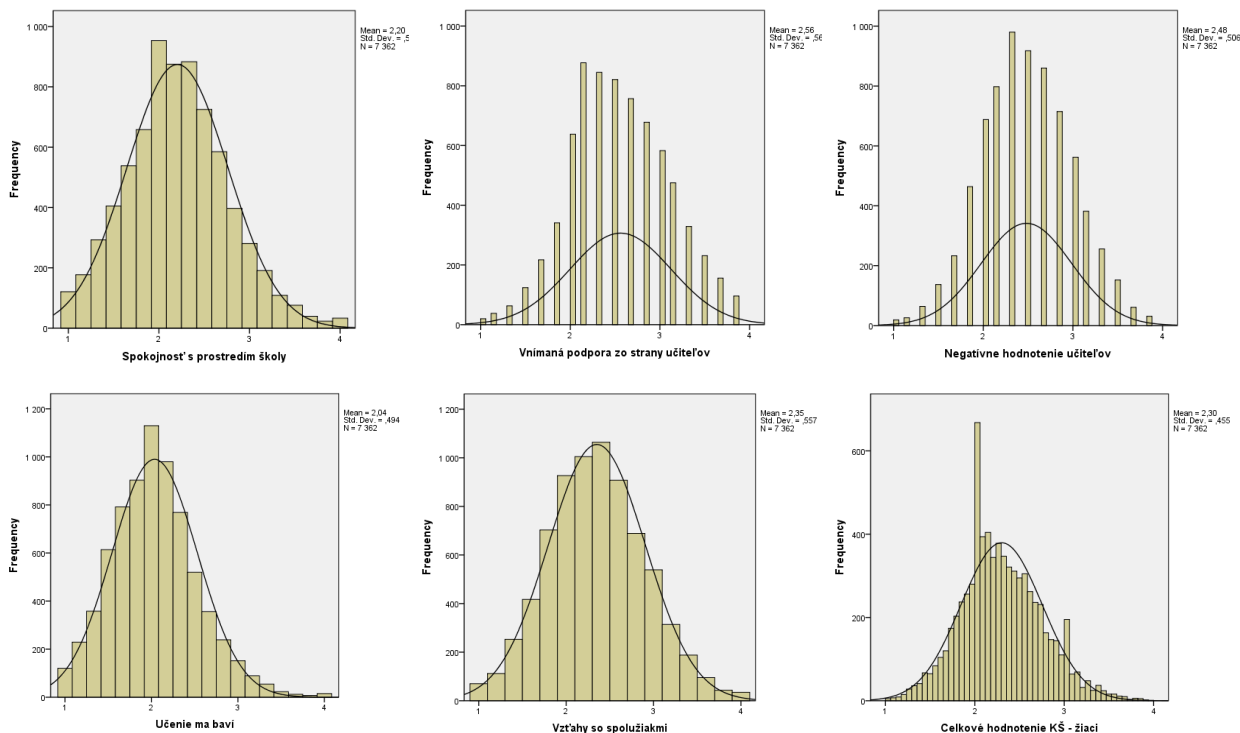 1 000
800
600
400
200
0
Frequency
1 2 3 4
Spokojnosť s prostredím školy
Mean = 2,20
Std. Dev. = ,5
N = 7 362
1 000
800
600
400
200
0
Frequency
1 2 3 4
Vnímaná podpora zo strany učiteľov
Mean = 2,56
Std. Dev. = ,56
N = 7 362
1 000
800
600
400
200
0
Frequency
1 2 3 4
Negatívne hodnotenie učiteľov
Mean = 2,48
Std. Dev. = ,506
N = 7 362
1 200
1 000
800
600
400
200
0
Frequency
1 2 3 4
Učenie ma baví
Mean = 2,04
Std. Dev. = ,494
N = 7 362
1 200
1 000
800
600
400
200
0
Frequency
1 2 3 4
Vzťahy so spolužiakmi
Mean = 2,35
Std. Dev. = ,557
N = 7 362
600
400
200
0
Frequency
1 2 3 4
Celkové hodnotenie KŠ - žiaci
Mean = 2,30
Std. Dev. = ,455
N = 7 362